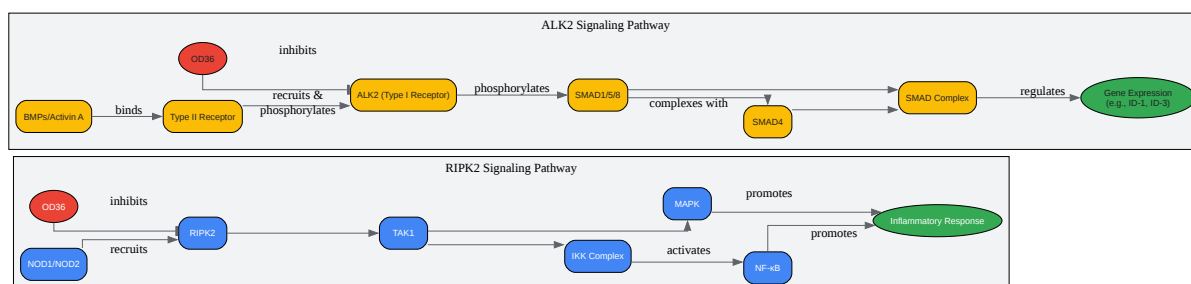 ALK2 Signaling Pathway
OD36
inhibits
BMPs/Activin A
binds
Type II Receptor
recruits &
phosphorylates
ALK2 (Type I Receptor)
phosphorylates
SMAD1/5/8
complexes with
SMAD4
SMAD Complex
regulates
Gene Expression
(e.g., ID-1, ID-3)
RIPK2 Signaling Pathway
OD36
inhibits
NOD1/NOD2
recruits
RIPK2
TAK1
MAPK
promotes
IKK Complex
activates
NF-κB
promotes
Inflammatory Response